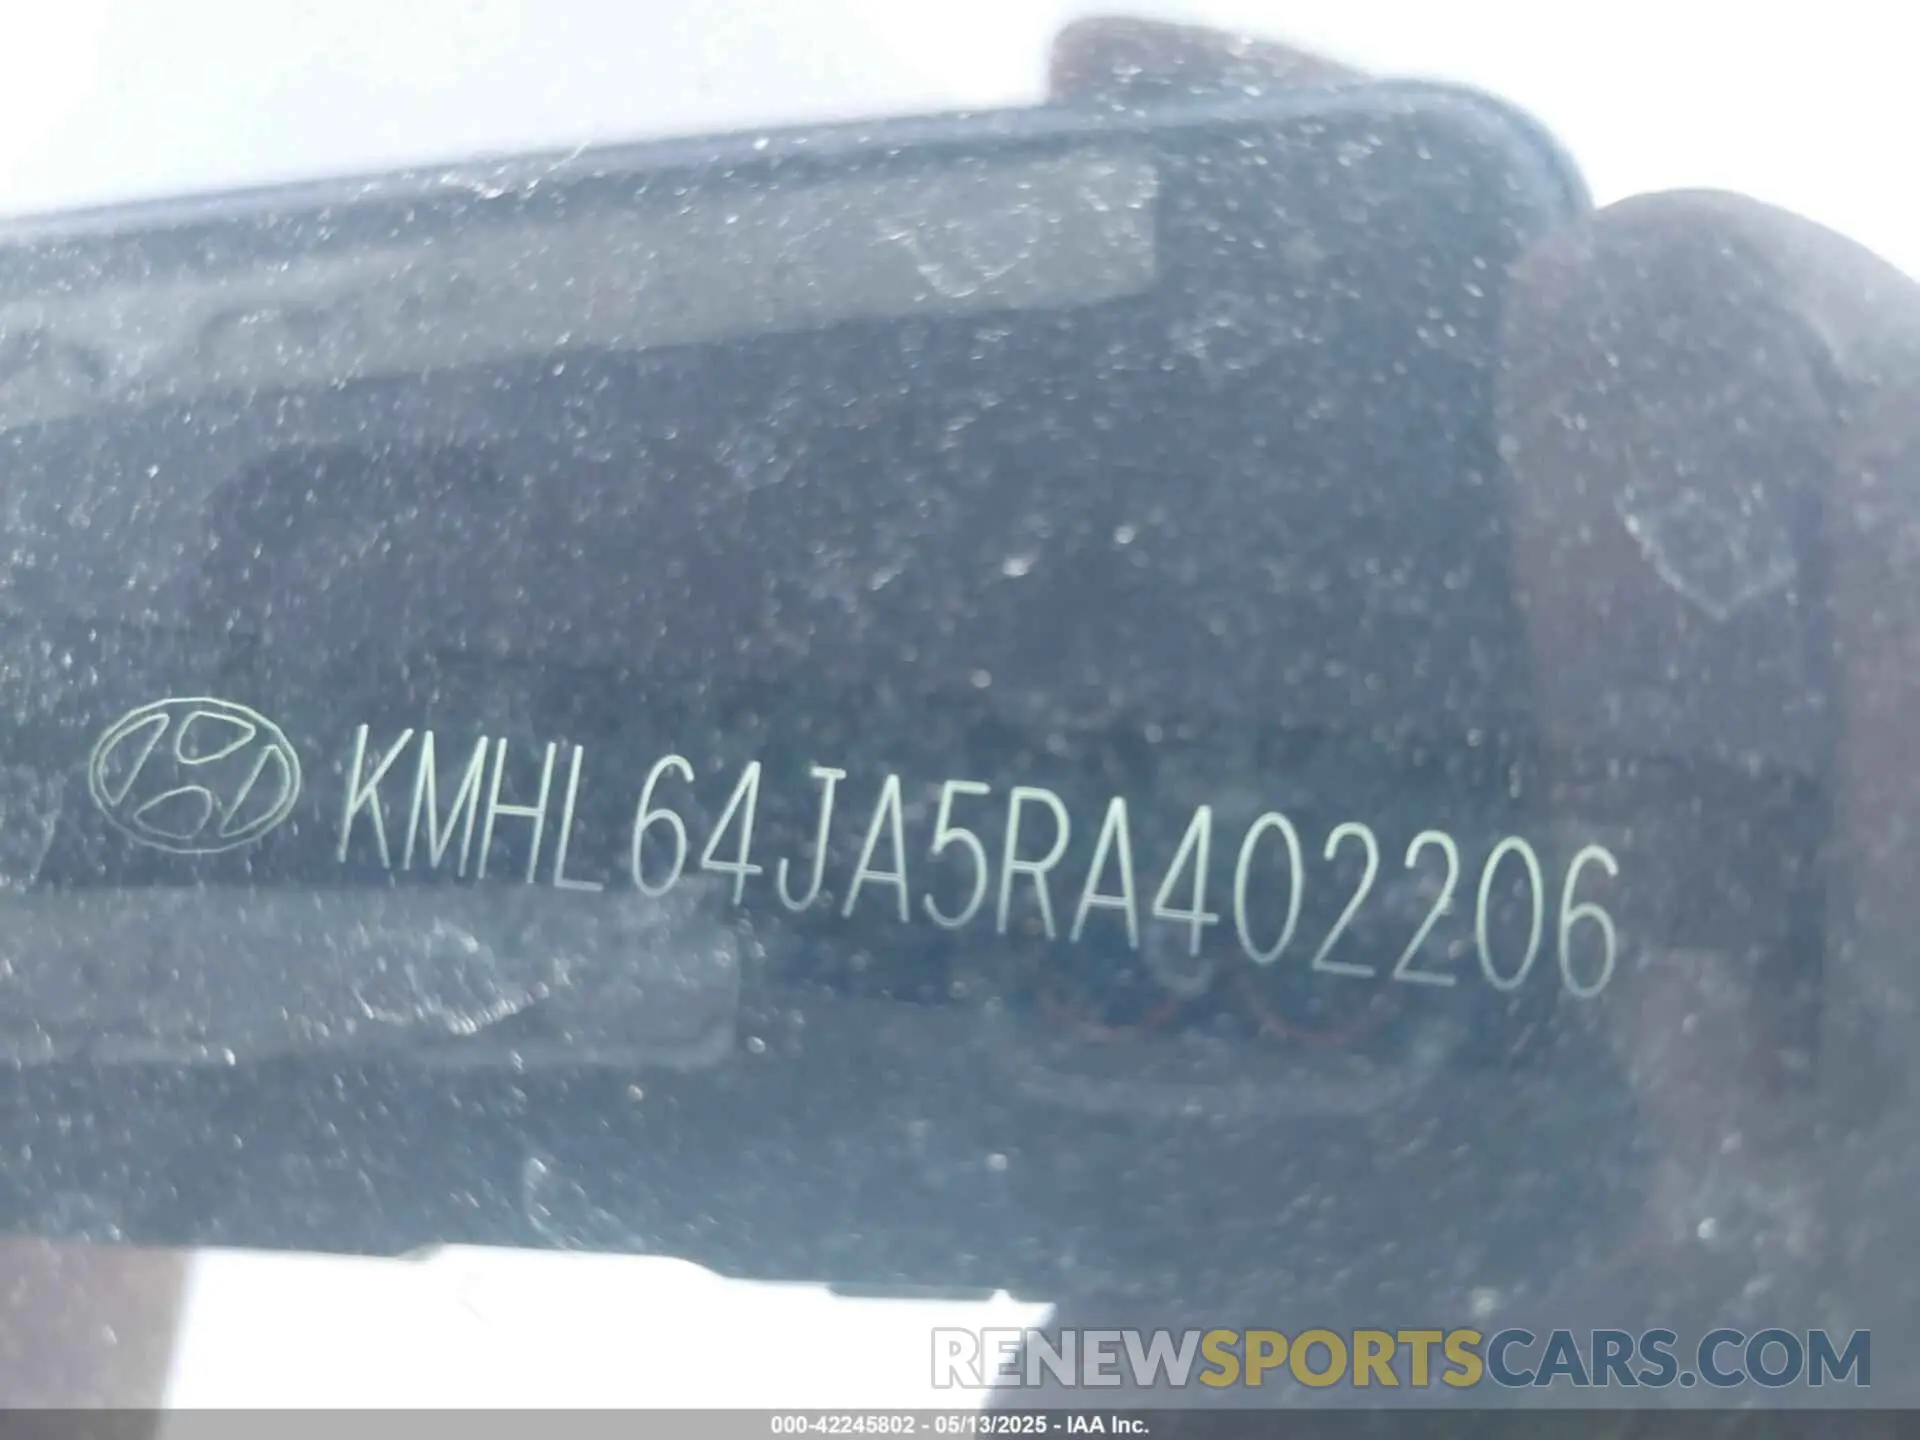 KMHL64JA5RA402206
RENEWSPORTSCARS.COM
000-42245802 - 05/13/2025 - IAA Inc.